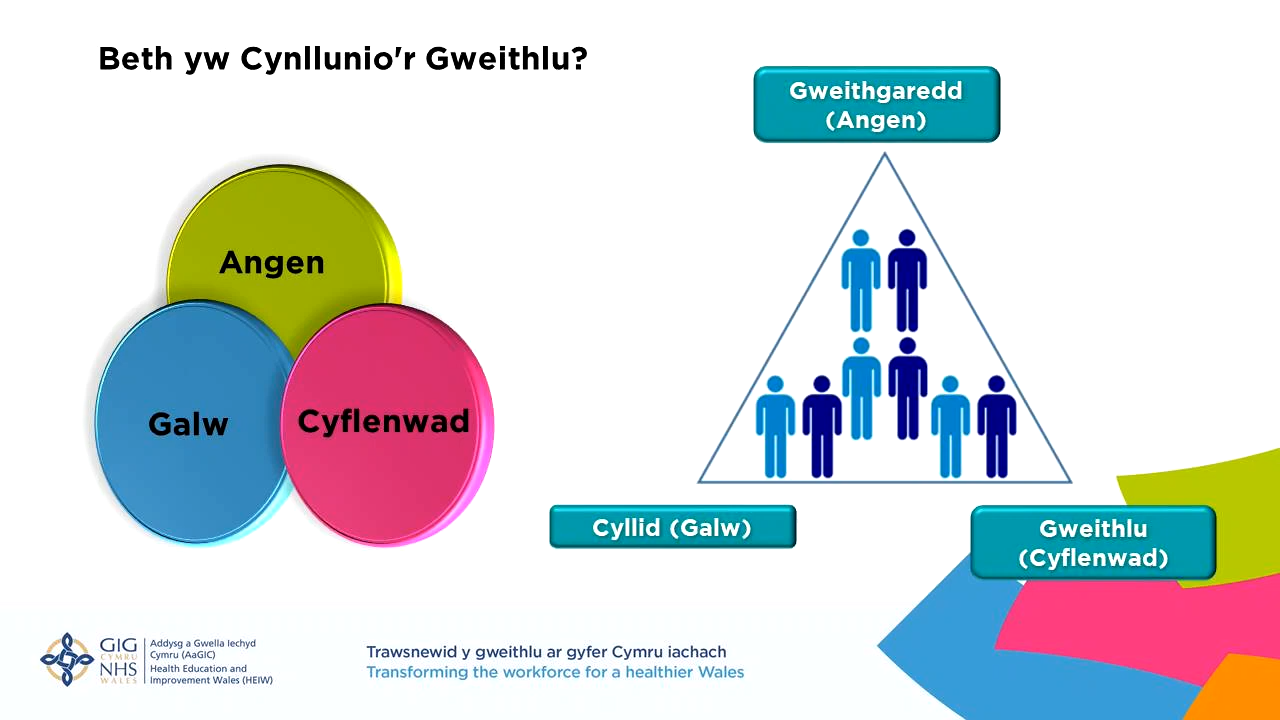 Beth yw Cynllunio'r Gweithlu?
Angen
Galw
Cyflenwad
Gweithgaredd
(Angen)
Cyllid (Galw)
Gweithlu
(Cyflenwad)
GIG
CYMRU
NHS
WALES
Addysg a Gwella Iechyd
Cymru (AaGIC)
Health Education and
Improvement Wales (HEIW)
Trawsnewid y gweithlu ar gyfer Cymru iachach
Transforming the workforce for a healthier Wales